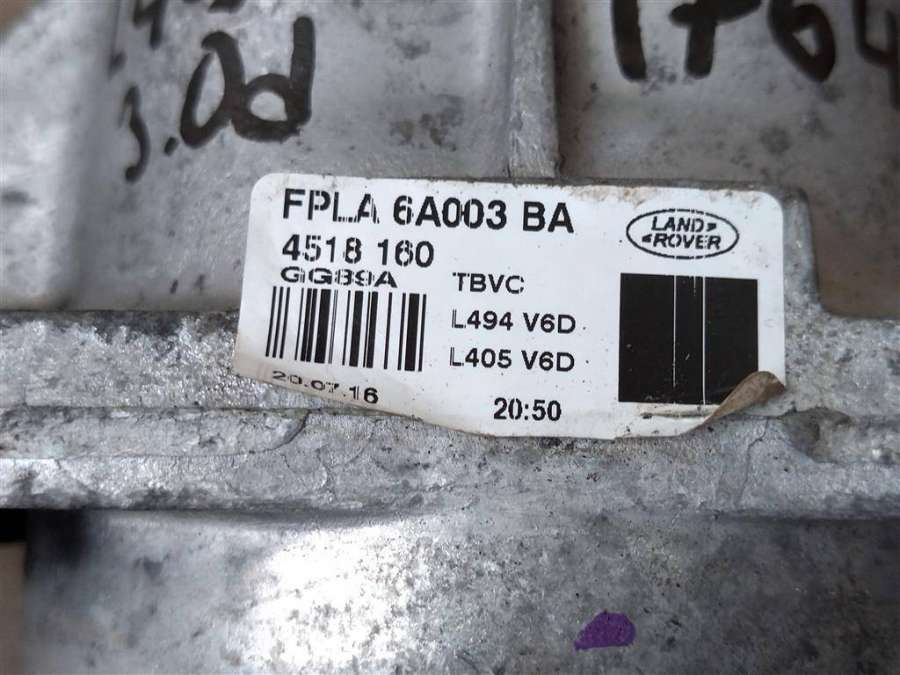 3.0d
FPLA 6A003 BA
LAND
ROVER
4518 160
GG89A
TBVC
L494 V6D
L405 V6D
20.07.16
20:50